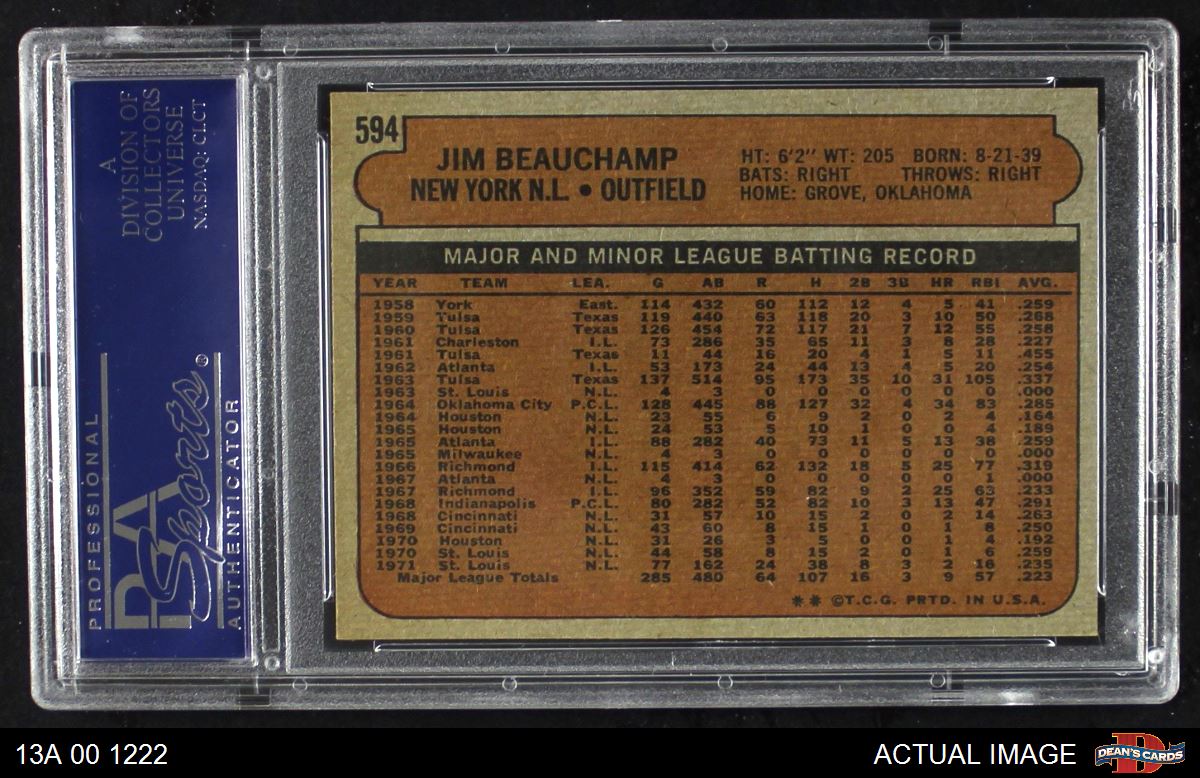 A
DIVISION OF
COLLECTORS
UNIVERSE
NASDAQ: CLCT
PROFESSIONAL
PSA
Sports®
AUTHENTICATOR
594
JIM BEAUCHAMP
NEW YORK N.L. • OUTFIELD
HT: 6'2" WT: 205 BORN: 8-21-39
BATS: RIGHT THROWS: RIGHT
HOME: GROVE, OKLAHOMA
MAJOR AND MINOR LEAGUE BATTING RECORD
YEAR TEAM LEA. G AB R H 2B 3B HR RBI AVG.
1958 York East. 114 432 60 112 12 4 5 41 .259
1959 Tulsa Texas 119 440 63 118 20 3 10 50 .268
1960 Tulsa Texas 126 454 72 117 21 7 12 55 .258
1961 Charleston I.L. 73 286 35 65 11 3 8 28 .227
1961 Tulsa Texas 11 44 16 20 4 1 5 11 .455
1962 Atlanta I.L. 53 173 24 44 13 4 5 20 .254
1963 Tulsa Texas 137 514 95 173 35 10 31 105 .337
1963 St. Louis N.L. 4 3 0 0 0 0 0 0 .000
1964 Oklahoma City P.C.L. 128 445 88 127 32 4 34 83 .285
1964 Houston N.L. 23 55 6 9 2 0 2 4 .164
1965 Houston N.L. 24 53 5 10 1 0 0 4 .189
1965 Atlanta I.L. 88 282 40 73 11 5 13 38 .259
1965 Milwaukee N.L. 4 3 0 0 0 0 0 0 .000
1966 Richmond I.L. 115 414 62 132 18 5 25 77 .319
1967 Atlanta N.L. 4 3 0 0 0 0 0 1 .000
1967 Richmond I.L. 96 352 59 82 9 2 25 63 .233
1968 Indianapolis P.C.L. 80 282 52 82 10 3 13 47 .291
1968 Cincinnati N.L. 31 57 10 15 2 0 2 14 .263
1969 Cincinnati N.L. 43 60 8 15 1 0 1 8 .250
1970 Houston N.L. 31 26 3 5 0 0 1 4 .192
1970 St. Louis N.L. 44 58 8 15 2 0 1 6 .259
1971 St. Louis N.L. 77 162 24 38 8 3 2 16 .235
Major League Totals 285 480 64 107 16 3 9 57 .223
** ©T.C.G. PRTD. IN U.S.A.
13A 00 1222
ACTUAL IMAGE
D
DEAN'S CARDS